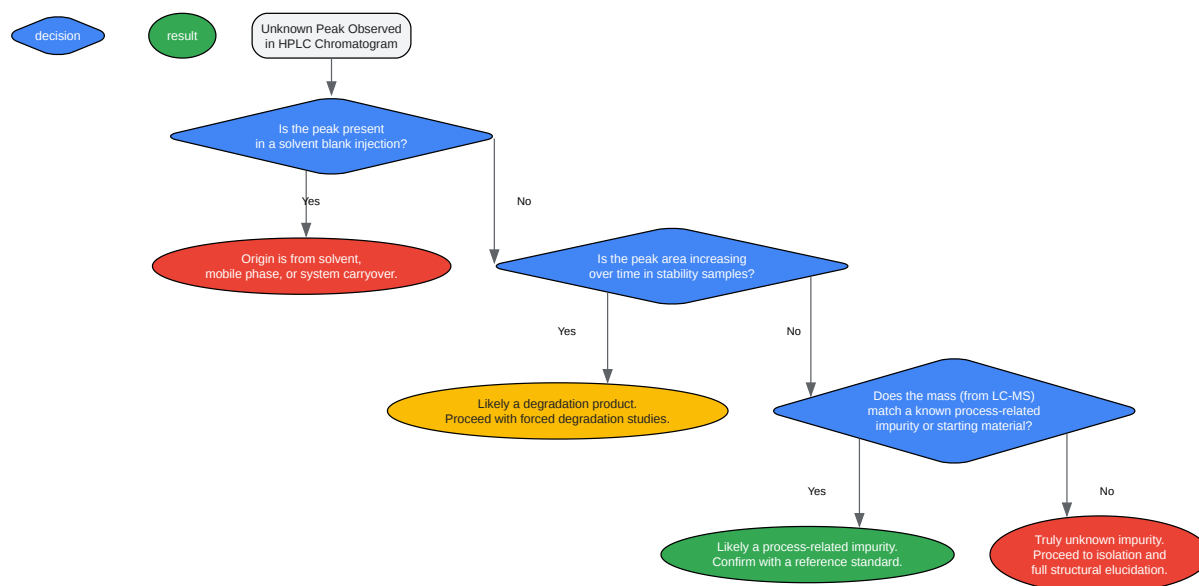 decision
result
Unknown Peak Observed
in HPLC Chromatogram
Is the peak present
in a solvent blank injection?
Yes
No
Origin is from solvent,
mobile phase, or system carryover.
Is the peak area increasing
over time in stability samples?
Yes
No
Likely a degradation product.
Proceed with forced degradation studies.
Does the mass (from LC-MS)
match a known process-related
impurity or starting material?
Yes
No
Likely a process-related impurity.
Confirm with a reference standard.
Truly unknown impurity.
Proceed to isolation and
full structural elucidation.